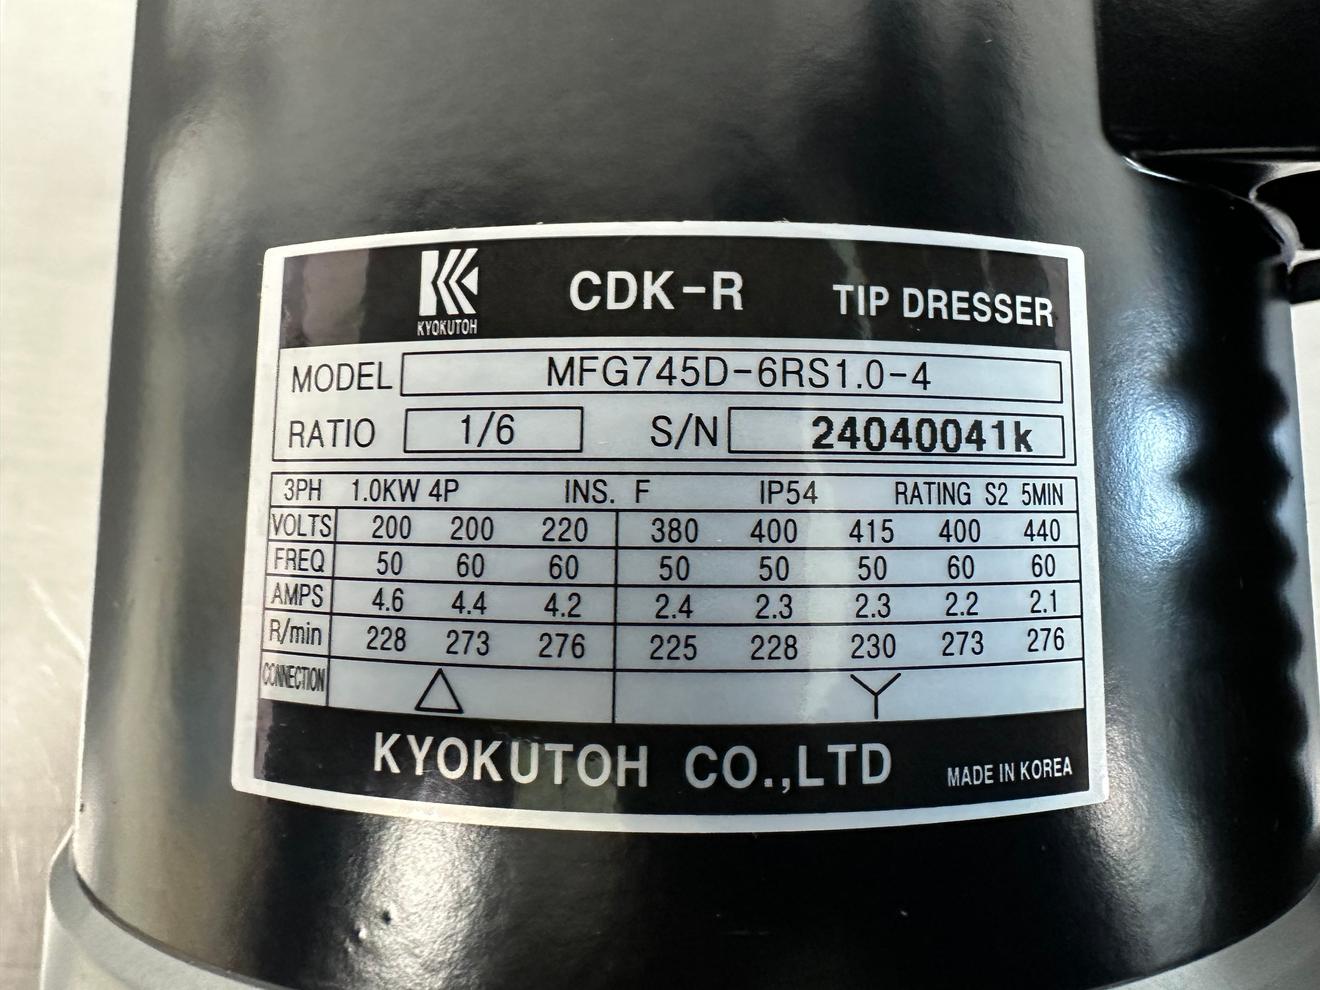 KYOKUTOH
CDK-R TIP DRESSER
MODEL MFG745D-6RS1.0-4
RATIO 1/6 S/N 24040041k
3PH 1.0KW 4P INS. F IP54 RATING S2 5MIN
VOLTS 200 200 220 380 400 415 400 440
FREQ 50 60 60 50 50 50 60 60
AMPS 4.6 4.4 4.2 2.4 2.3 2.3 2.2 2.1
R/min 228 273 276 225 228 230 273 276
CONNECTION △ Y
KYOKUTOH CO.,LTD MADE IN KOREA